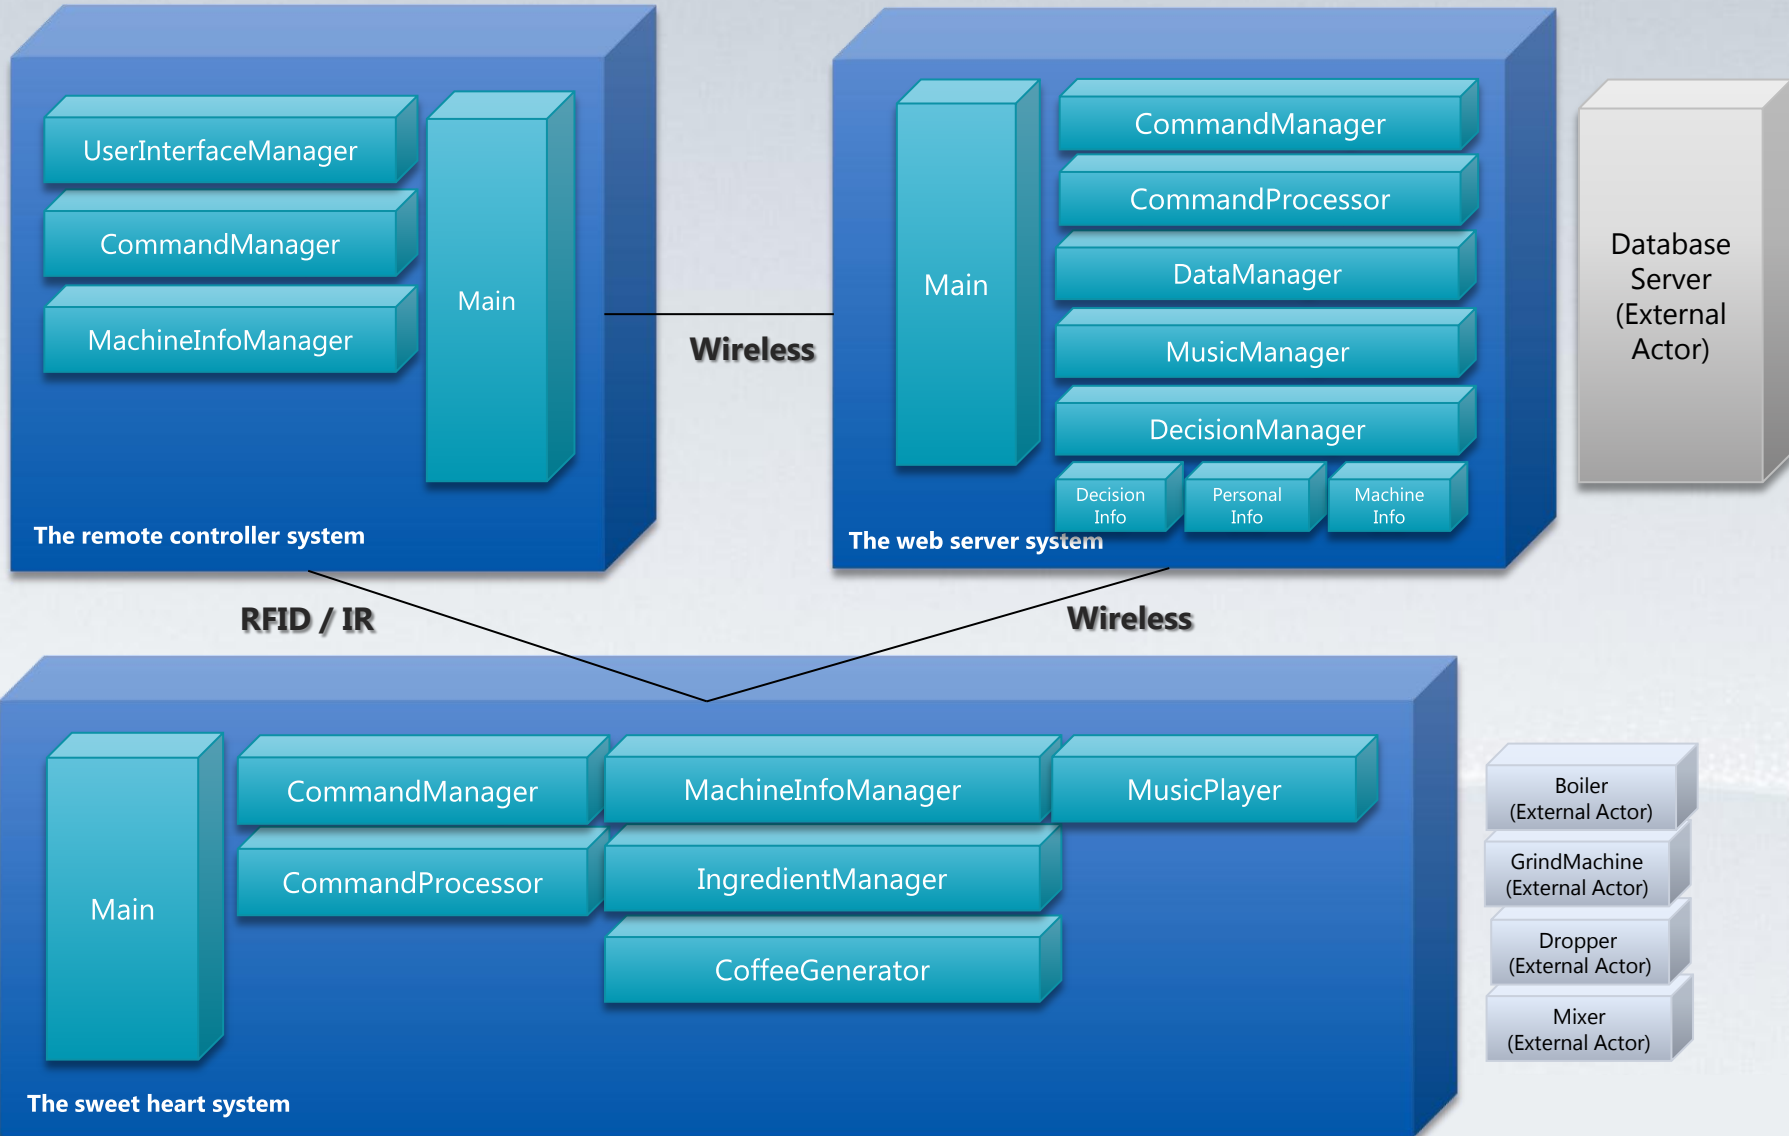 UserInterfaceManager
CommandManager
MachineInfoManager
Main
The remote controller system
Wireless
Main
CommandManager
CommandProcessor
DataManager
MusicManager
DecisionManager
Decision
Info
Personal
Info
Machine
Info
The web server system
Database
Server
(External
Actor)
RFID / IR
Wireless
Main
CommandManager
CommandProcessor
MachineInfoManager
IngredientManager
CoffeeGenerator
MusicPlayer
The sweet heart system
Boiler
(External Actor)
GrindMachine
(External Actor)
Dropper
(External Actor)
Mixer
(External Actor)